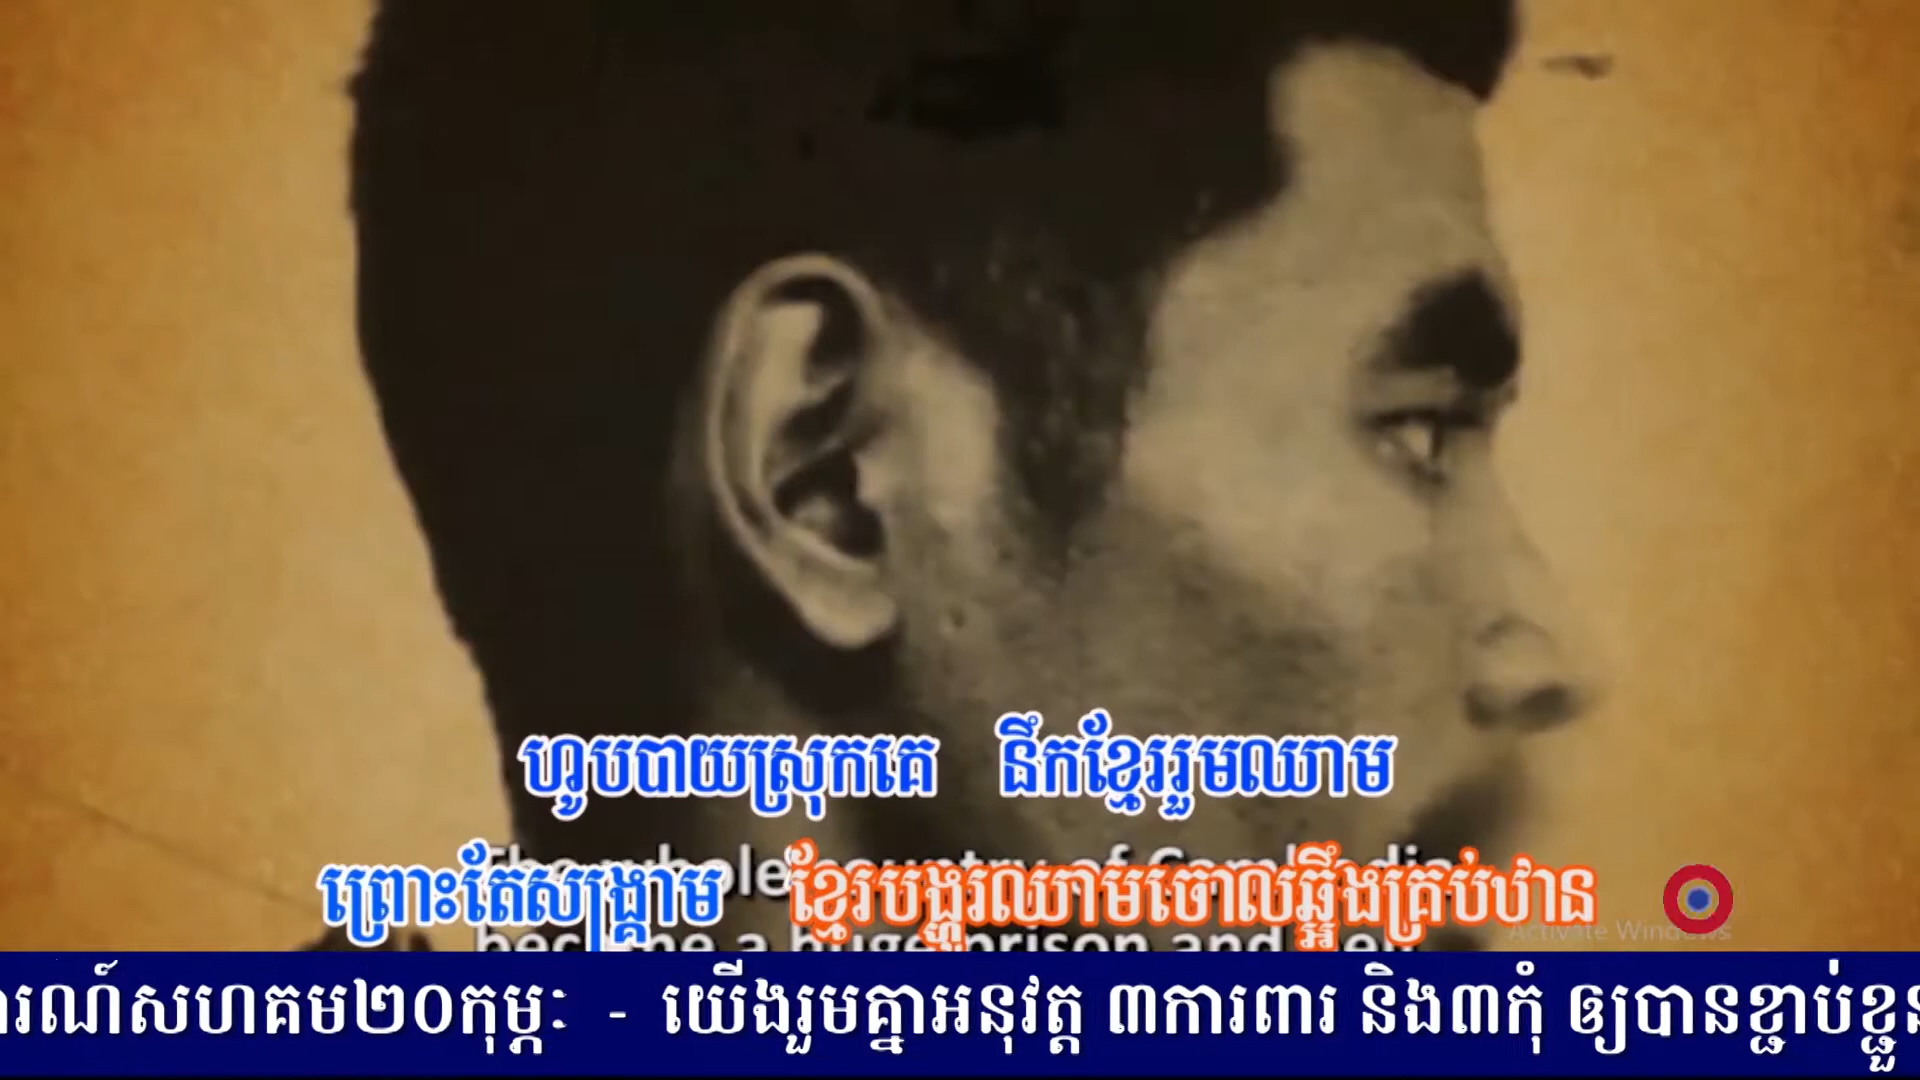 ហូបបាយស្រុកគេ នឹកខ្មែររួមឈាម
The whole country of Cambodia
ព្រោះតែសង្គ្រាម ខ្មែរបង្ហូរឈាមចោលឆ្អឹងគ្រប់ឋាន
Activate Windows
became a huge prison and
សហគម២០កុម្ភៈ - យើងរួមគ្នាអនុវត្ត ៣ការពារ និង៣កុំ ឲ្យបានខ្ជាប់ខ្ជួន